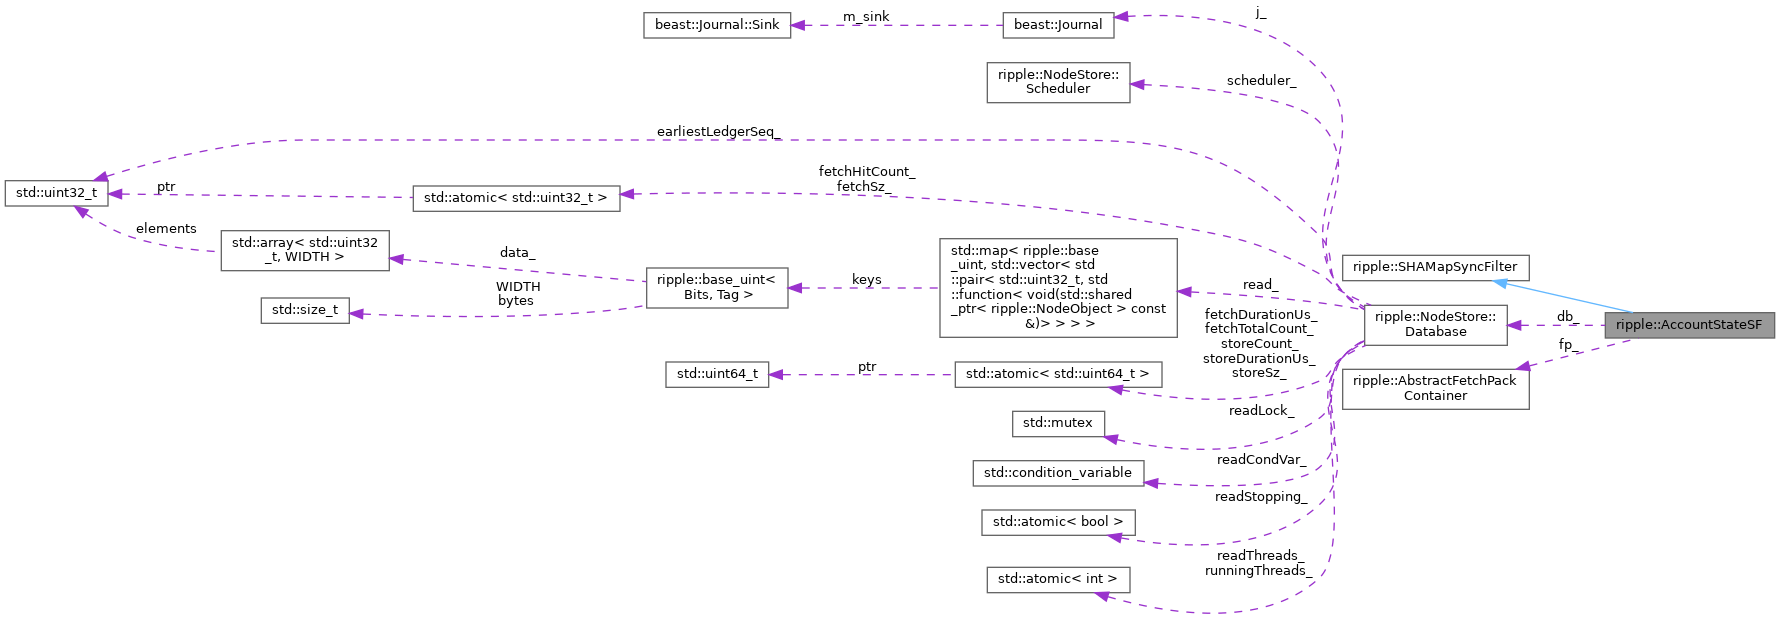 j_
beast::Journal::Sink
m_sink
beast::Journal
ripple::NodeStore::
Scheduler
scheduler_
earliestLedgerSeq_
std::uint32_t
ptr
std::atomic< std::uint32_t >
fetchHitCount_
fetchSz_
elements
std::array< std::uint32
_t, WIDTH >
data_
WIDTH
bytes
std::size_t
ripple::base_uint<
Bits, Tag >
keys
std::map< ripple::base
_uint, std::vector< std
::pair< std::uint32_t, std
::function< void(std::shared
_ptr< ripple::NodeObject > const
&)> > > >
read_
ripple::SHAMapSyncFilter
ripple::NodeStore::
Database
db_
ripple::AccountStateSF
fp_
ripple::AbstractFetchPack
Container
fetchDurationUs_
fetchTotalCount_
storeCount_
storeDurationUs_
storeSz_
std::uint64_t
ptr
std::atomic< std::uint64_t >
std::mutex
readLock_
std::condition_variable
readCondVar_
std::atomic< bool >
readStopping_
std::atomic< int >
readThreads_
runningThreads_